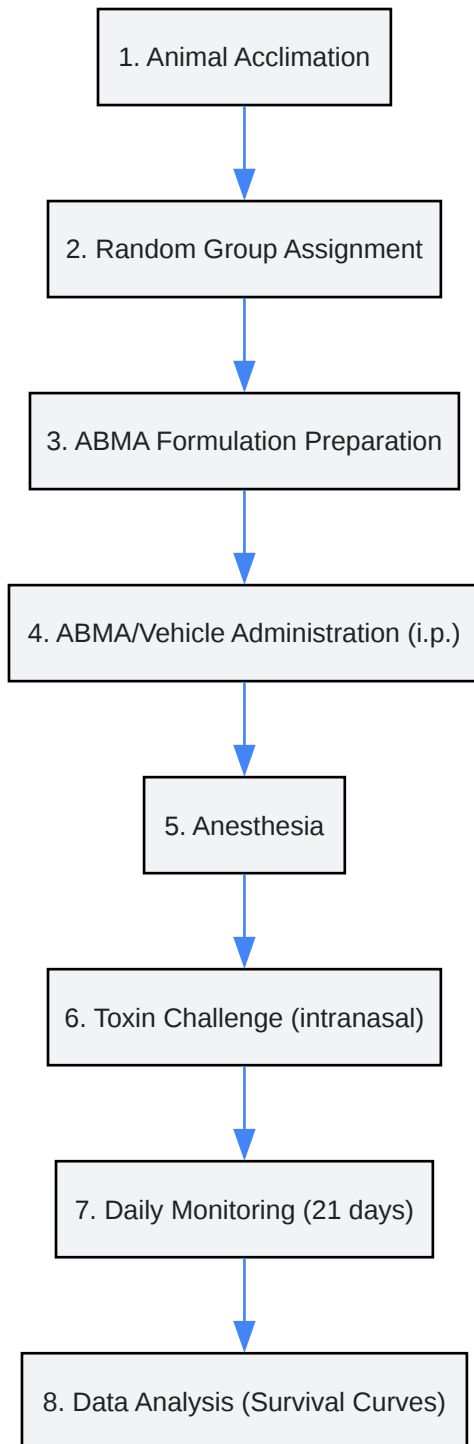 1. Animal Acclimation
2. Random Group Assignment
3. ABMA Formulation Preparation
4. ABMA/Vehicle Administration (i.p.)
5. Anesthesia
6. Toxin Challenge (intranasal)
7. Daily Monitoring (21 days)
8. Data Analysis (Survival Curves)